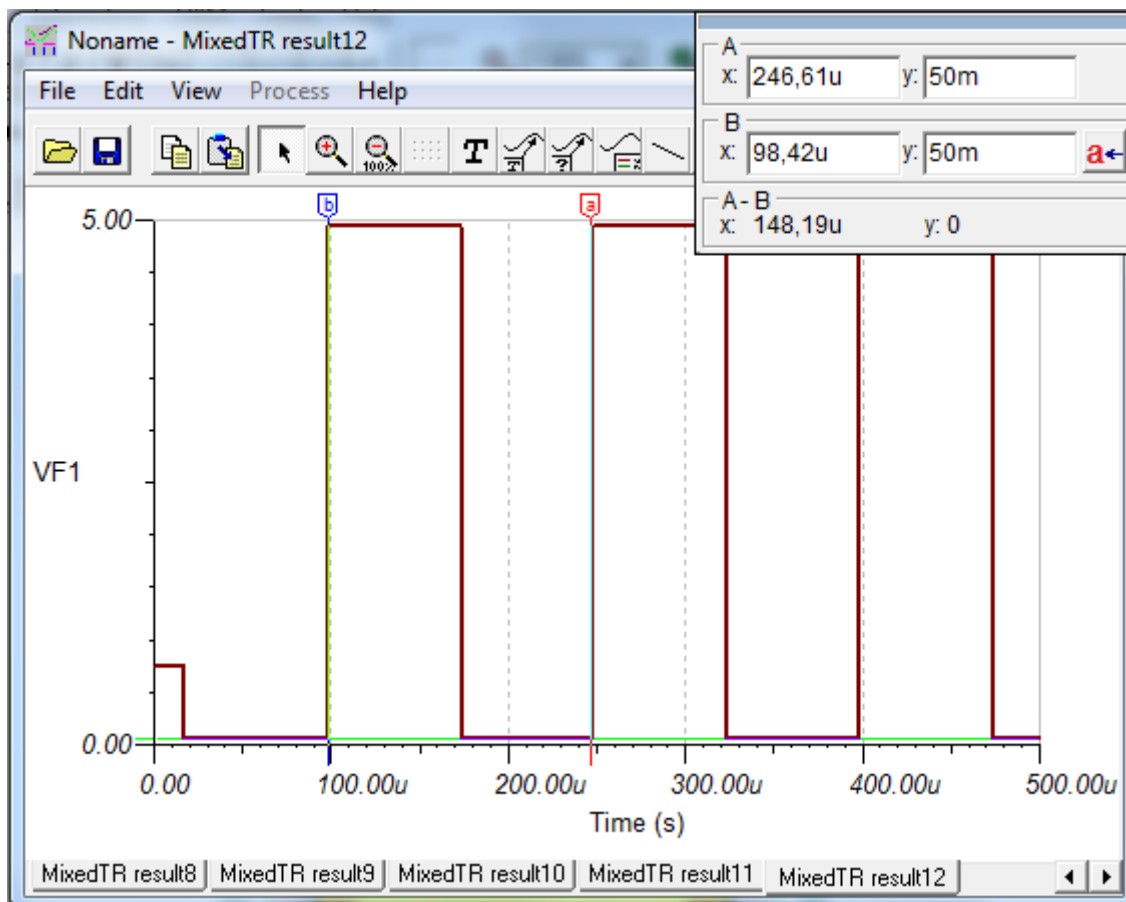 Noname - MixedTR result12
File Edit View Process Help
100%
T
T
?
A
x: 246,61u y: 50m
B
x: 98,42u y: 50m
a
A - B
x: 148,19u y: 0
b
a
5.00
VF1
0.00
0.00 100.00u 200.00u 300.00u 400.00u 500.00u
Time (s)
MixedTR result8 MixedTR result9 MixedTR result10 MixedTR result11 MixedTR result12